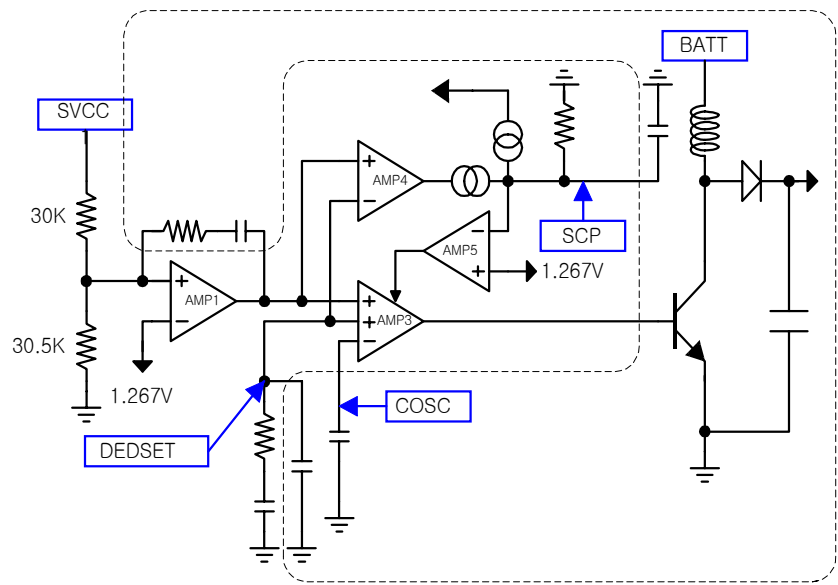 BATT
SVCC
AMP4
30K
SCP
AMP5
1.267V
AMP1
AMP3
30.5K
1.267V
COSC
DEDSET